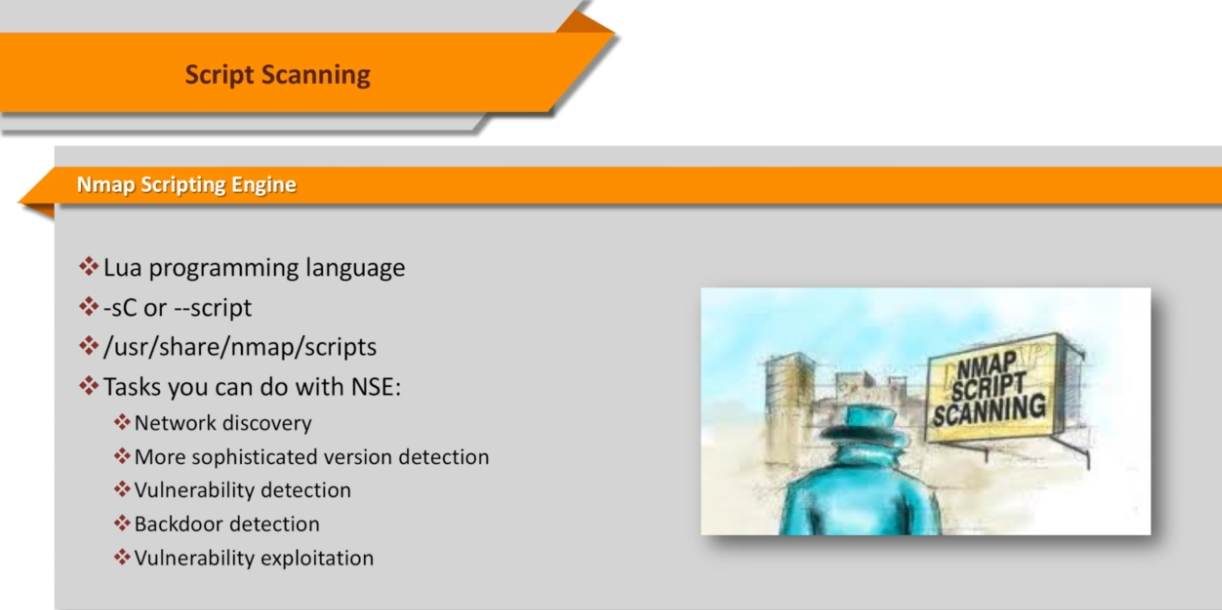 Script Scanning
Nmap Scripting Engine
Lua programming language
-sC or --script
/usr/share/nmap/scripts
Tasks you can do with NSE:
Network discovery
More sophisticated version detection
Vulnerability detection
Backdoor detection
Vulnerability exploitation
NMAP
SCRIPT
SCANNING